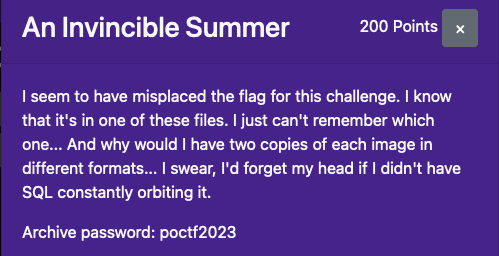 An Invincible Summer
200 Points
×
I seem to have misplaced the flag for this challenge. I know
that it's in one of these files. I just can't remember which
one... And why would I have two copies of each image in
different formats... I swear, I'd forget my head if I didn't have
SQL constantly orbiting it.
Archive password: poctf2023